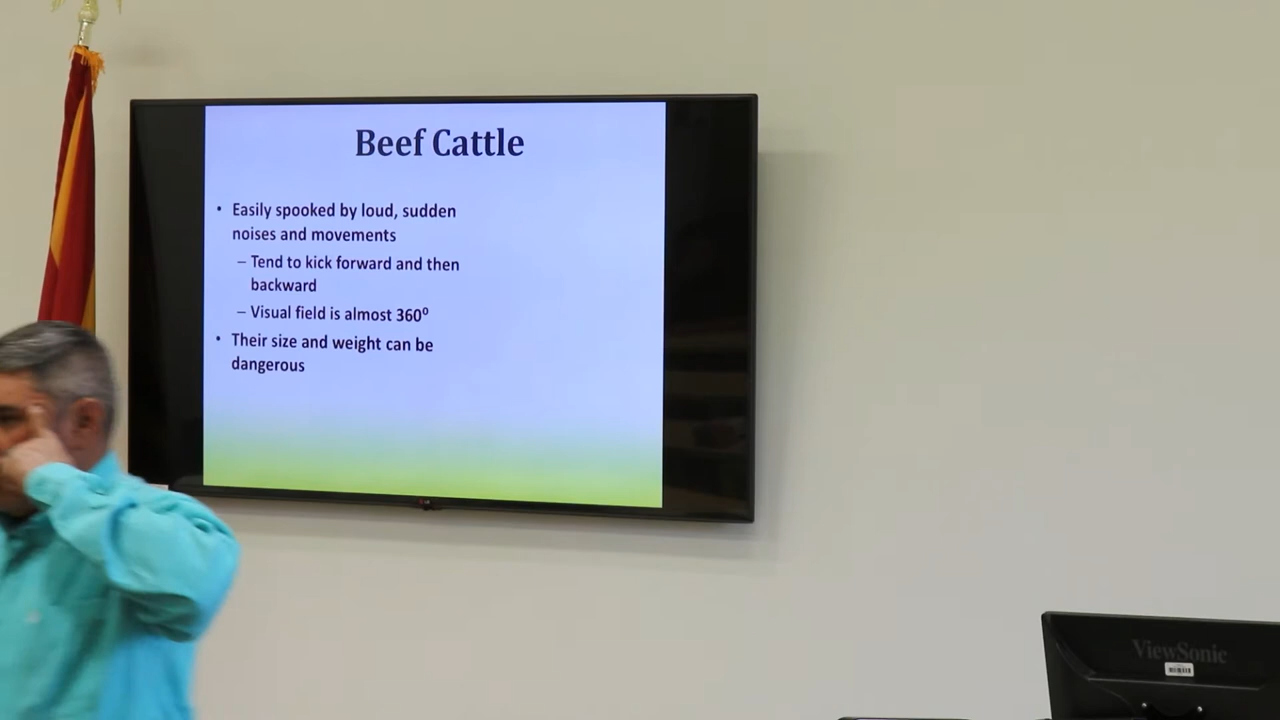 Beef Cattle
• Easily spooked by loud, sudden
noises and movements
– Tend to kick forward and then
backward
– Visual field is almost 360⁰
• Their size and weight can be
dangerous
LG
ViewSonic